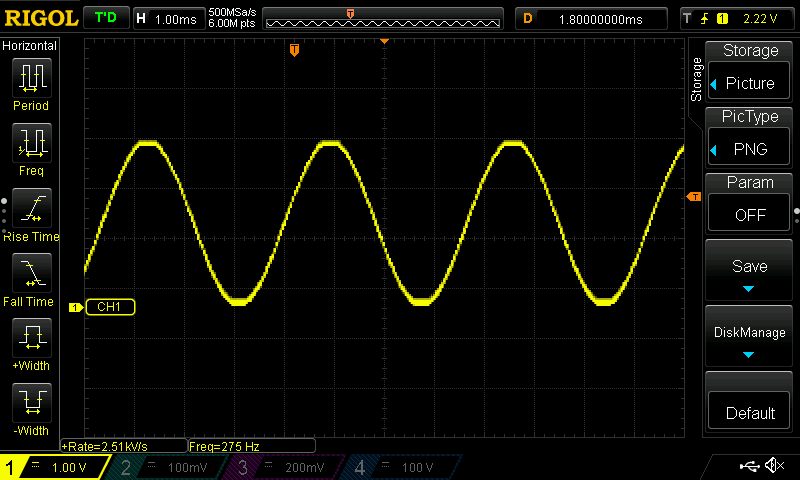 RIGOL T'D H 1.00ms 500MSa/s 6.00M pts T D 1.80000000ms T 1 2.22 V
Horizontal
Period
Freq
Rise Time
Fall Time
+Width
-Width
T
T
1 CH1
Storage
Storage
Picture
PicType
PNG
Param
OFF
Save
DiskManage
Default
+Rate=2.51kV/s Freq=275 Hz
1 = 1.00 V 2 = 100mV 3 = 200mV 4 = 100 V